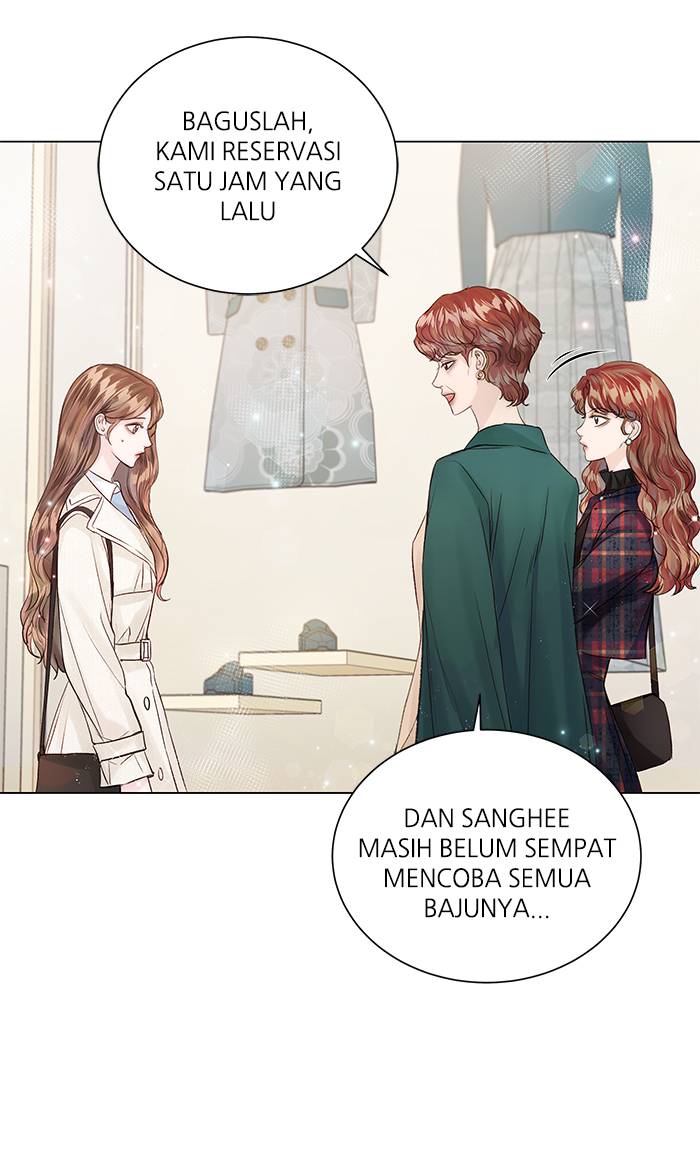 BAGUSLAH,
KAMI RESERVASI
SATU JAM YANG
LALU
DAN SANGHEE
MASIH BELUM SEMPAT
MENCOBA SEMUA
BAJUNYA...